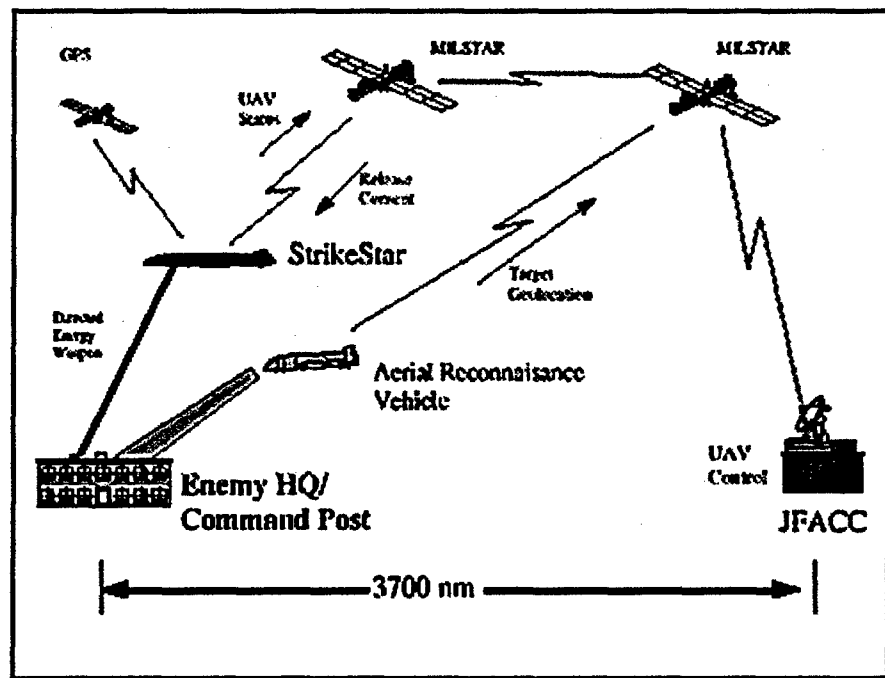 GPS
MILSTAR
MILSTAR
UAV
Status
Release
Consent
StrikeStar
Target
Geolocation
Directed
Energy
Weapon
Aerial Reconnaisance
Vehicle
UAV
Control
Enemy HQ/
Command Post
JFACC
3700 nm